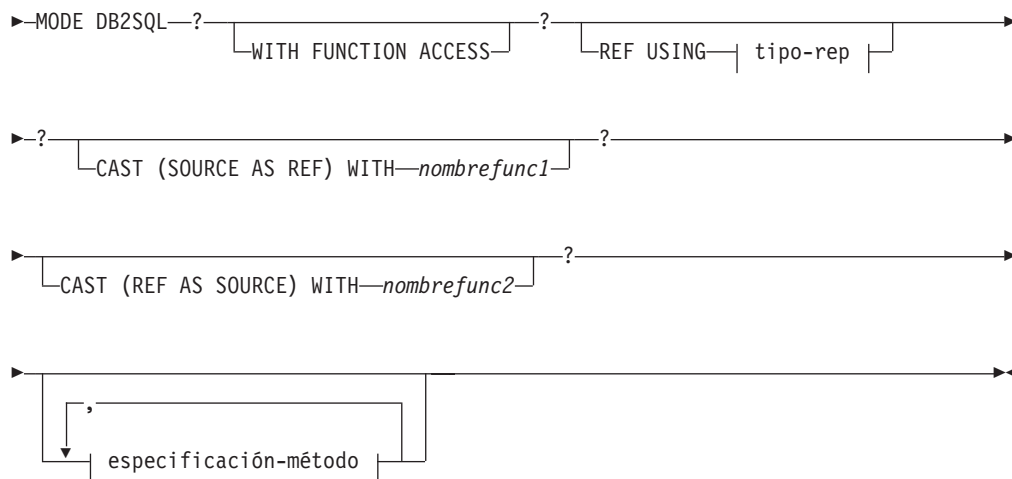 MODE DB2SQL ? ? 
WITH FUNCTION ACCESS REF USING tipo-rep
? ?
CAST (SOURCE AS REF) WITH nombrefunc1
?
CAST (REF AS SOURCE) WITH nombrefunc2
,
especificación-método